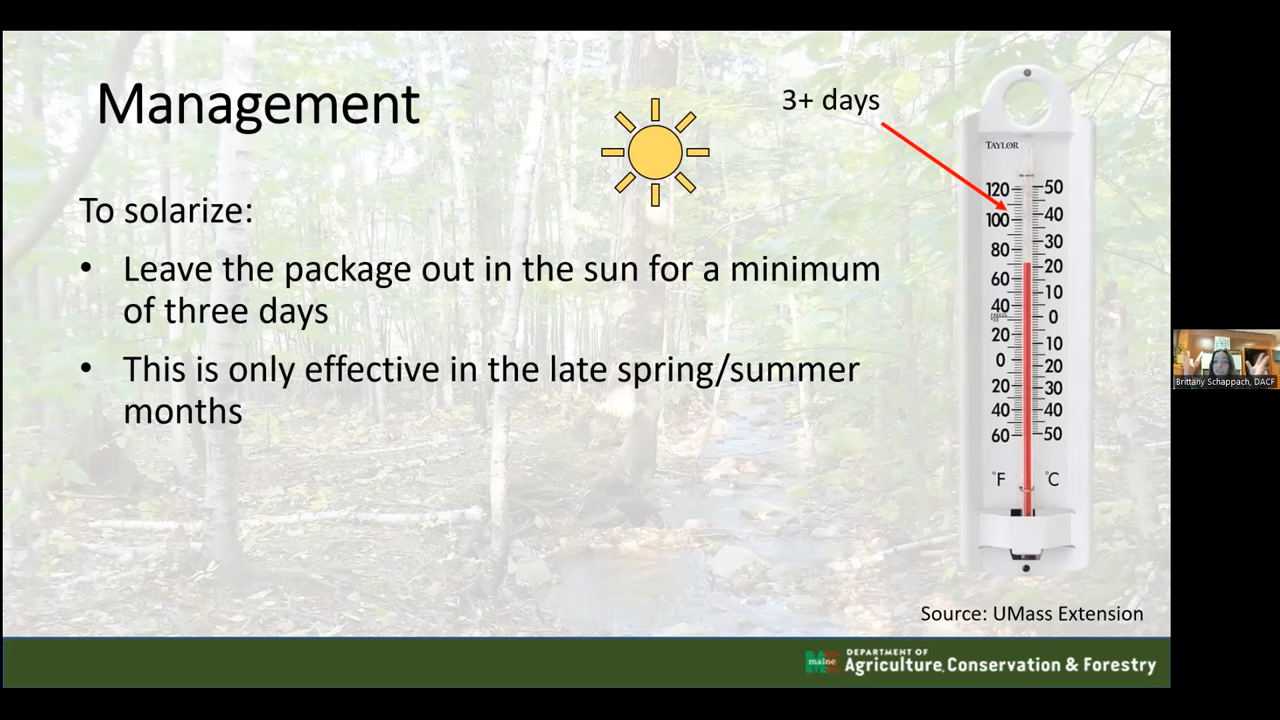 Management
3+ days
To solarize:
• Leave the package out in the sun for a minimum
of three days
• This is only effective in the late spring/summer
months
TAYLOR
120 50
100 40
80 30
60 20
40 10
20 0
0 10
20 20
40 30
60 40
50
°F °C
Source: UMass Extension
maine
DEPARTMENT OF
Agriculture, Conservation & Forestry
Brittany Schappach, DACF